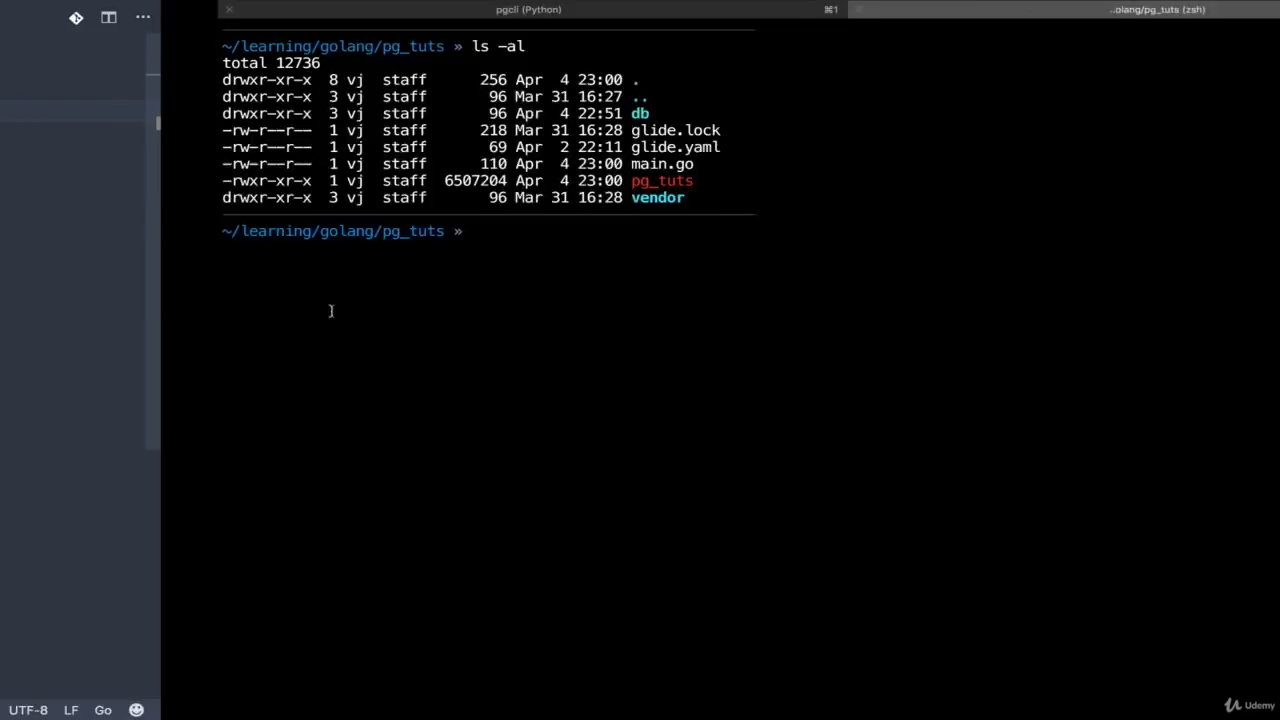 pgcli (Python) ⌘1 ..olang/pg_tuts (zsh)
~/learning/golang/pg_tuts » ls -al
total 12736
drwxr-xr-x 8 vj staff 256 Apr 4 23:00 .
drwxr-xr-x 3 vj staff 96 Mar 31 16:27 ..
drwxr-xr-x 3 vj staff 96 Apr 4 22:51 db
-rw-r--r-- 1 vj staff 218 Mar 31 16:28 glide.lock
-rw-r--r-- 1 vj staff 69 Apr 2 22:11 glide.yaml
-rw-r--r-- 1 vj staff 110 Apr 4 23:00 main.go
-rwxr-xr-x 1 vj staff 6507204 Apr 4 23:00 pg_tuts
drwxr-xr-x 3 vj staff 96 Mar 31 16:28 vendor
~/learning/golang/pg_tuts »
UTF-8 LF Go
Udemy